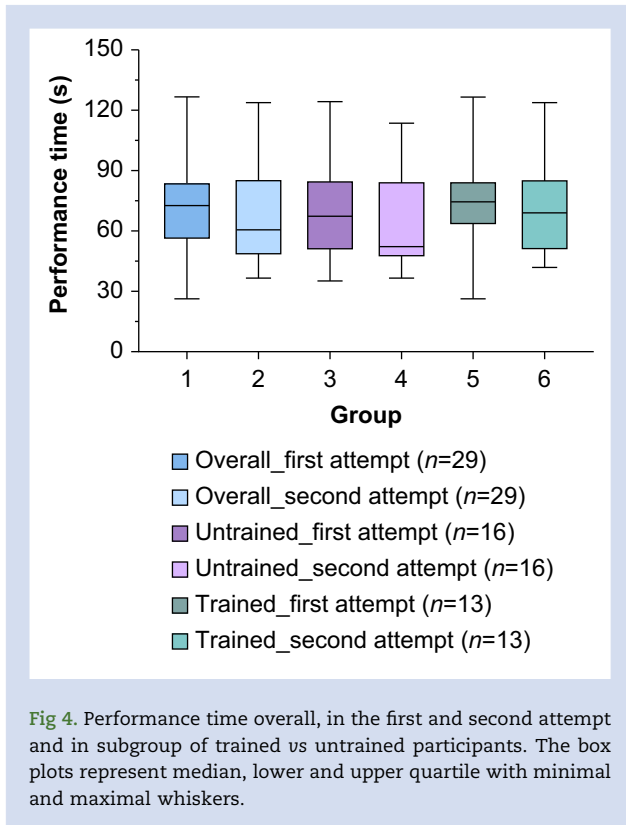 150
120
90
60
30
0
Performance time (s)
1 2 3 4 5 6
Group
Overall_first attempt (n=29)
Overall_second attempt (n=29)
Untrained_first attempt (n=16)
Untrained_second attempt (n=16)
Trained_first attempt (n=13)
Trained_second attempt (n=13)
Fig 4. Performance time overall, in the first and second attempt
and in subgroup of trained vs untrained participants. The box
plots represent median, lower and upper quartile with minimal
and maximal whiskers.